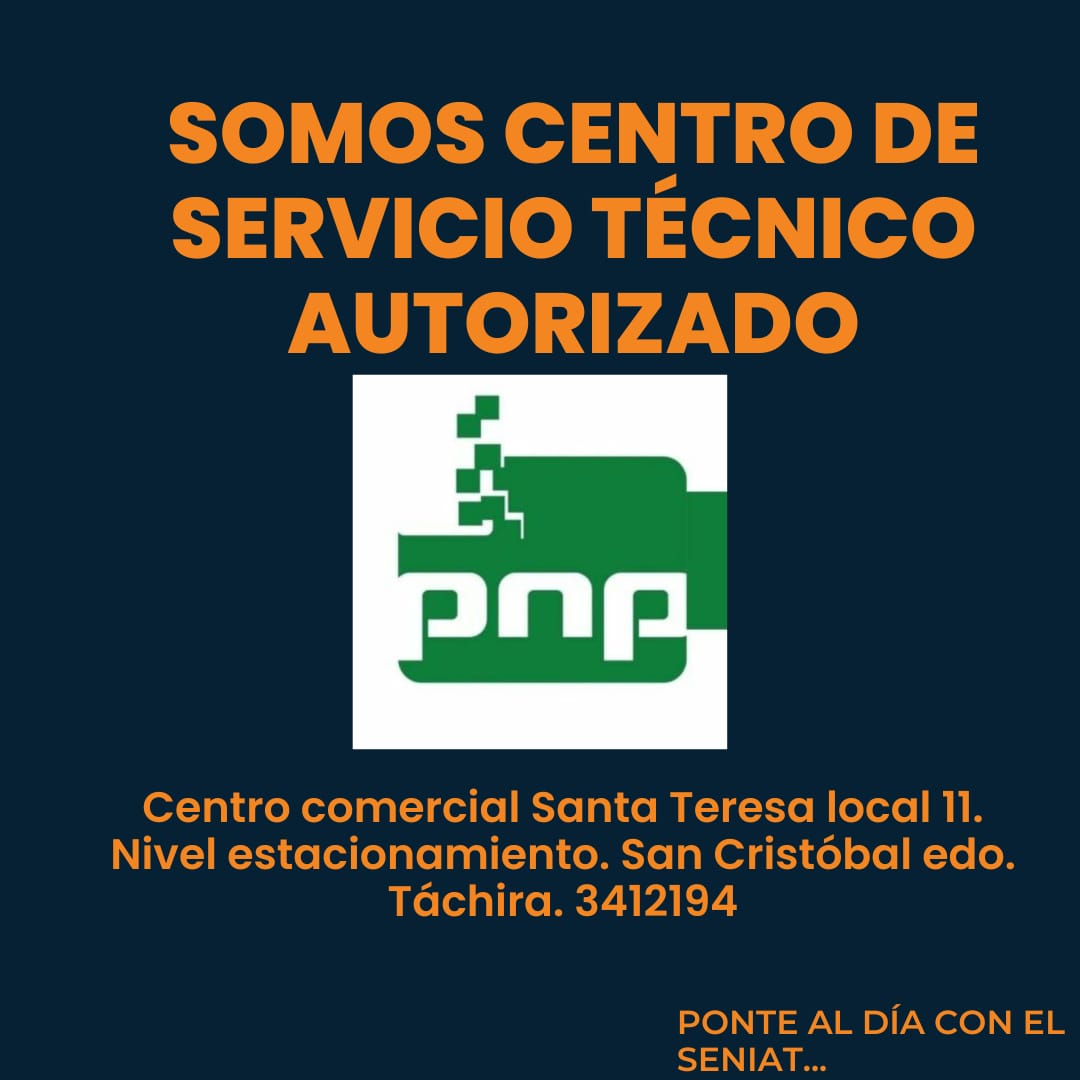 SOMOS CENTRO DE
SERVICIO TÉCNICO
AUTORIZADO
pnp
Centro comercial Santa Teresa local 11.
Nivel estacionamiento. San Cristóbal edo.
Táchira. 3412194
PONTE AL DÍA CON EL
SENIAT...